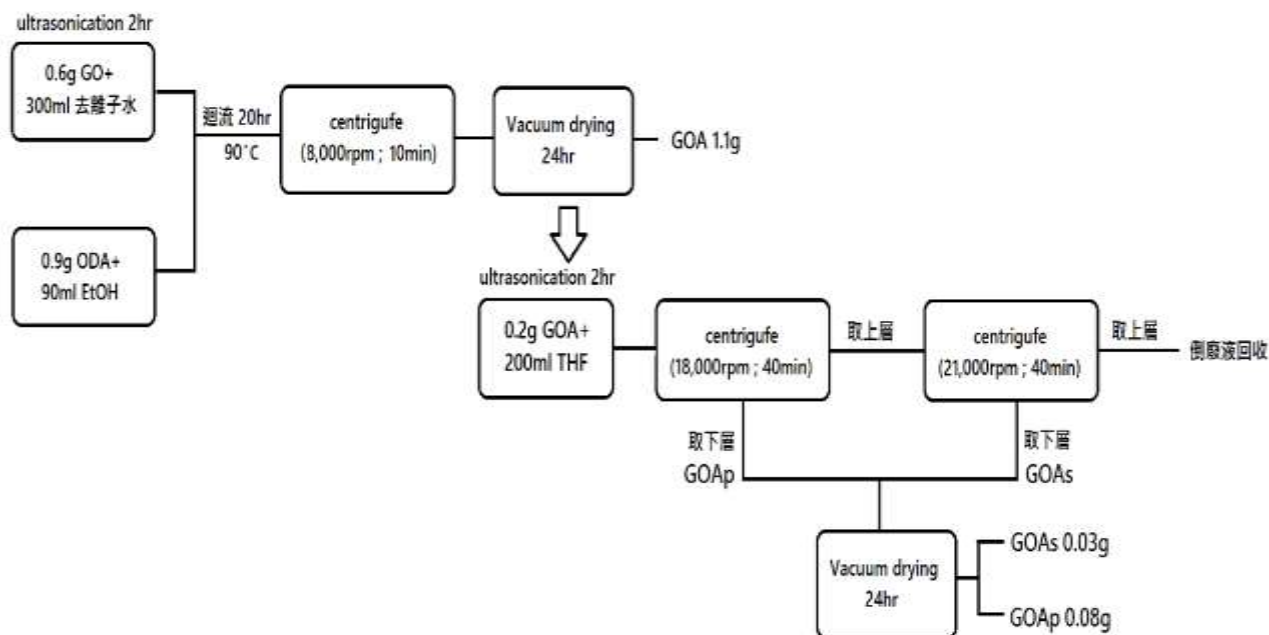 ultrasonication 2hr
0.6g GO+
300ml 去離子水
迴流 20hr
90°C
centrigufe
(8,000rpm ; 10min)
Vacuum drying
24hr
GOA 1.1g
0.9g ODA+
90ml EtOH
ultrasonication 2hr
0.2g GOA+
200ml THF
centrigufe
(18,000rpm ; 40min)
取上層
centrigufe
(21,000rpm ; 40min)
取上層
倒廢液回收
取下層
GOAp
取下層
GOAs
Vacuum drying
24hr
GOAs 0.03g
GOAp 0.08g